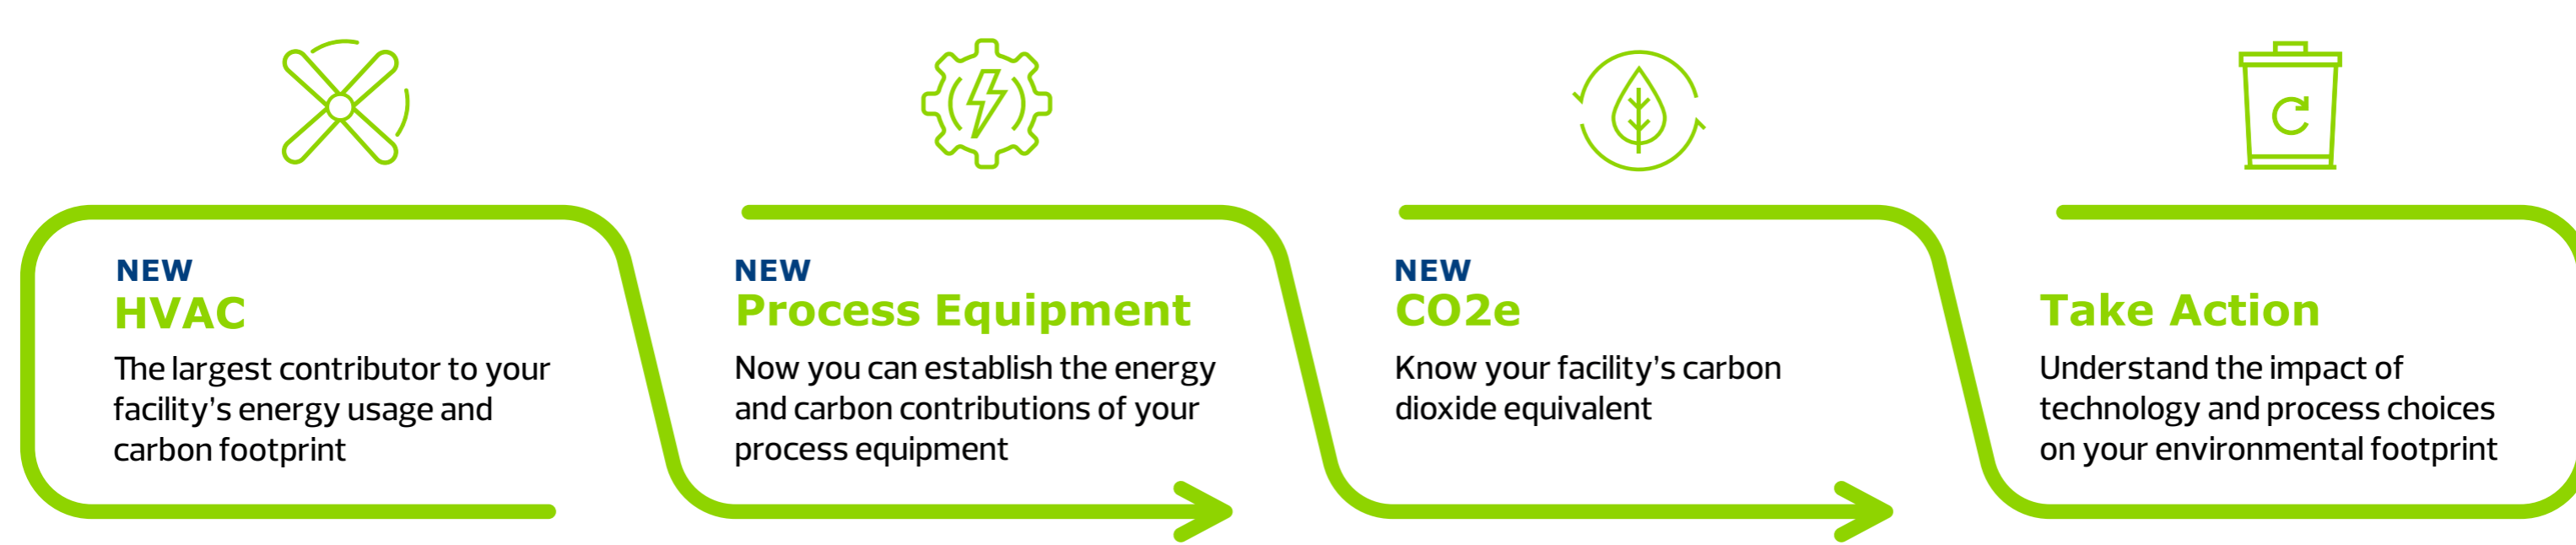 NEW
HVAC
The largest contributor to your
facility's energy usage and
carbon footprint
NEW
Process Equipment
Now you can establish the energy
and carbon contributions of your
process equipment
NEW
CO2e
Know your facility's carbon
dioxide equivalent
Take Action
Understand the impact of
technology and process choices
on your environmental footprint